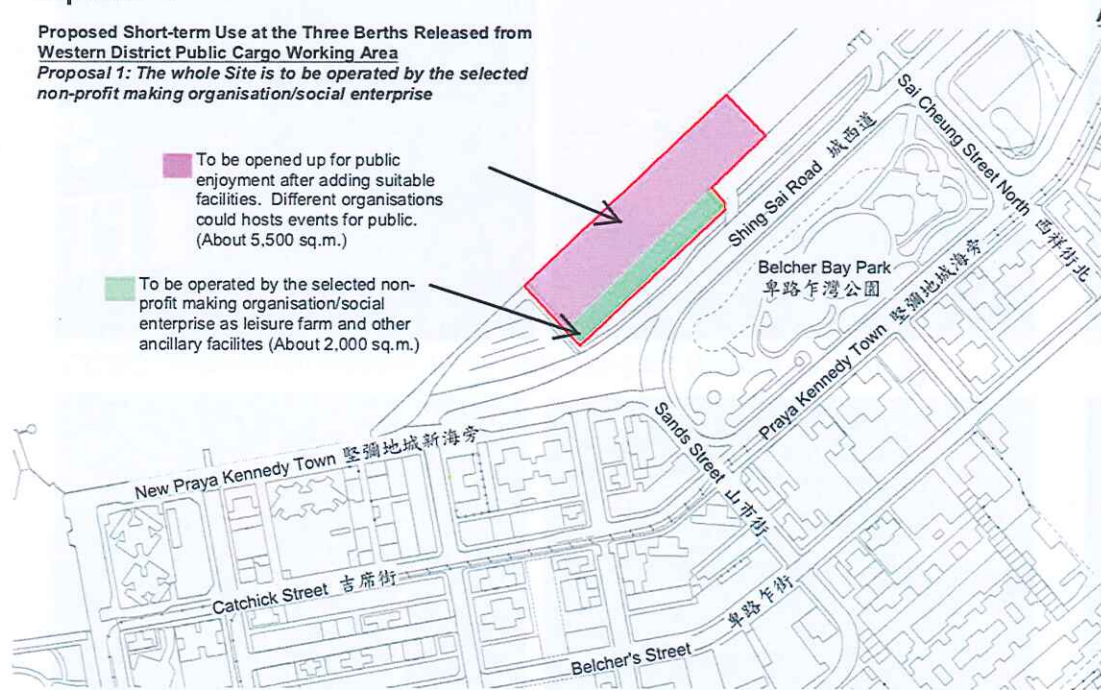 Proposed Short-term Use at the Three Berths Released from
Western District Public Cargo Working Area
Proposal 1: The whole Site is to be operated by the selected
non-profit making organisation/social enterprise
To be opened up for public
enjoyment after adding suitable
facilities. Different organisations
could hosts events for public.
(About 5,500 sq.m.)
To be operated by the selected non-
profit making organisation/social
enterprise as leisure farm and other
ancillary facilites (About 2,000 sq.m.)
Sai Cheung Street North 西祥街北
Shing Sai Road 城西道
Belcher Bay Park
卑路乍灣公園
Praya Kennedy Town 堅彌地城海旁
Sands Street 山市街
New Praya Kennedy Town 堅彌地城新海旁
Catchick Street 吉席街
Belcher's Street 卑路乍街